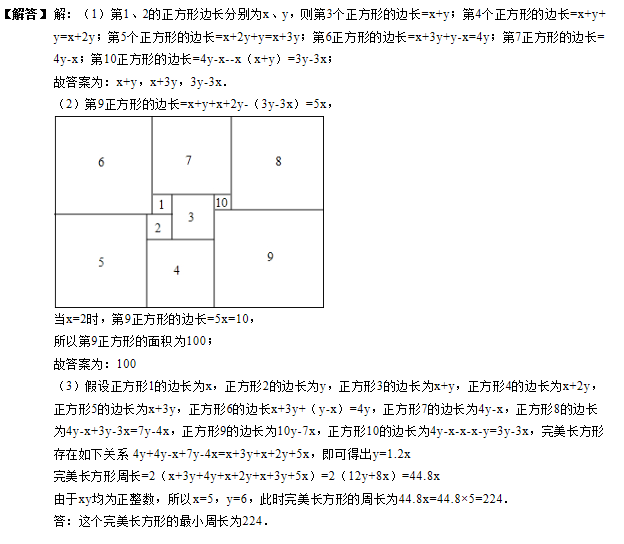 【解答】解：（1）第1、2的正方形边长分别为x、y，则第3个正方形的边长=x+y；第4个正方形的边长=x+y+
y=x+2y；第5个正方形的边长=x+2y+y=x+3y；第6正方形的边长=x+3y+y-x=4y；第7正方形的边长=
4y-x；第10正方形的边长=4y-x--x（x+y）=3y-3x；
故答案为：x+y，x+3y，3y-3x．
（2）第9正方形的边长=x+y+x+2y-（3y-3x）=5x，
6
7
8
1
10
3
2
5
4
9
当x=2时，第9正方形的边长=5x=10，
所以第9正方形的面积为100；
故答案为：100
（3）假设正方形1的边长为x，正方形2的边长为y，正方形3的边长为x+y，正方形4的边长为x+2y，
正方形5的边长为x+3y，正方形6的边长x+3y+（y-x）=4y，正方形7的边长为4y-x，正方形8的边长
为4y-x+3y-3x=7y-4x，正方形9的边长为10y-7x，正方形10的边长为4y-x-x-x-y=3y-3x，完美长方形
存在如下关系 4y+4y-x+7y-4x=x+3y+x+2y+5x，即可得出y=1.2x
完美长方形周长=2（x+3y+4y+x+2y+x+3y+5x）=2（12y+8x）=44.8x
由于xy均为正整数，所以x=5，y=6，此时完美长方形的周长为44.8x=44.8×5=224．
答：这个完美长方形的最小周长为224．